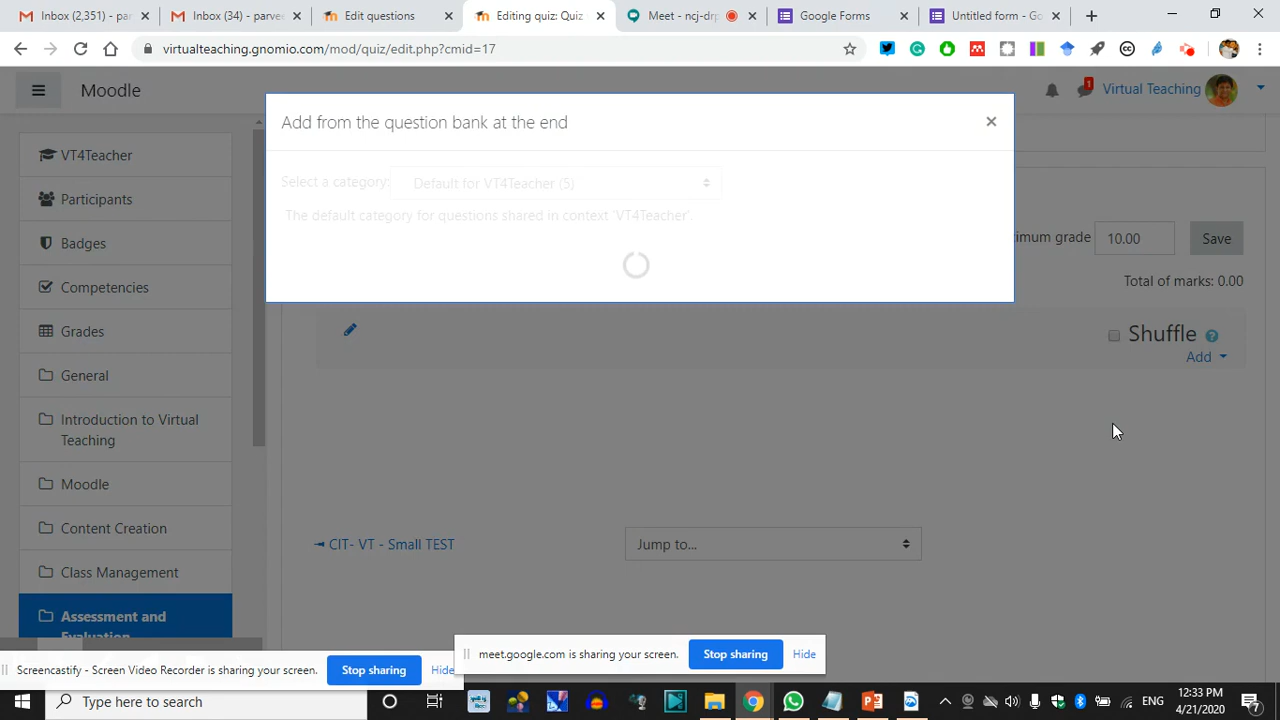 Inbox (2,351) - par
Inbox (34) - parvee
Edit questions
Editing quiz: Quiz
Meet - ncj-drp
Google Forms
Untitled form - Go
virtualteaching.gnomio.com/mod/quiz/edit.php?cmid=17
Moodle
1
Virtual Teaching
Add from the question bank at the end
Select a category: Default for VT4Teacher (5)
The default category for questions shared in context 'VT4Teacher'.
VT4Teacher
Participants
Badges
Competencies
Grades
General
Introduction to Virtual
Teaching
Moodle
Content Creation
Class Management
Assessment and
Evaluation
imum grade 10.00 Save
Total of marks: 0.00
Shuffle
Add
CIT- VT - Small TEST
Jump to...
meet.google.com is sharing your screen. Stop sharing Hide
Screencastify - Screen Video Recorder is sharing your screen. Stop sharing Hide
Type here to search
ENG
12:33 PM
4/21/2020
7